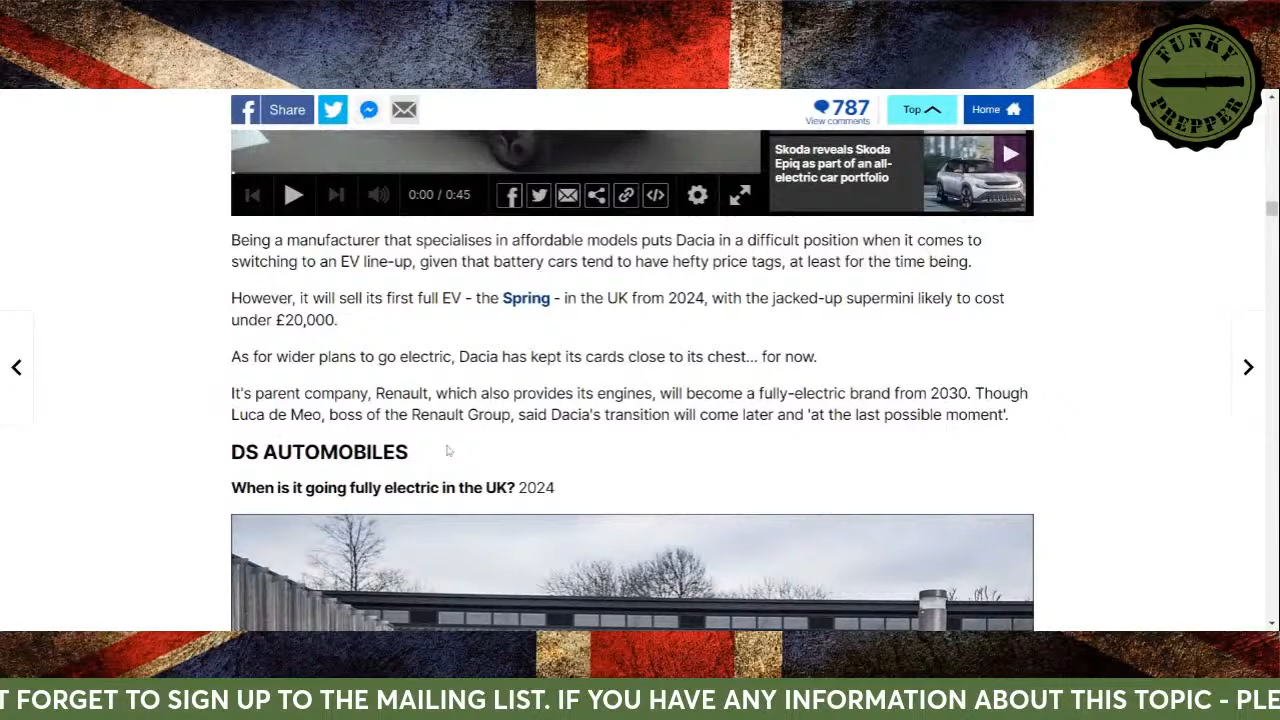 FUNKY
PREPPER
Share
787
View comments
Top
Home
Skoda reveals Skoda
Epiq as part of an all-
electric car portfolio
0:00 / 0:45
Being a manufacturer that specialises in affordable models puts Dacia in a difficult position when it comes to
switching to an EV line-up, given that battery cars tend to have hefty price tags, at least for the time being.
However, it will sell its first full EV - the Spring - in the UK from 2024, with the jacked-up supermini likely to cost
under £20,000.
As for wider plans to go electric, Dacia has kept its cards close to its chest... for now.
It's parent company, Renault, which also provides its engines, will become a fully-electric brand from 2030. Though
Luca de Meo, boss of the Renault Group, said Dacia's transition will come later and 'at the last possible moment'.
DS AUTOMOBILES
When is it going fully electric in the UK? 2024
T FORGET TO SIGN UP TO THE MAILING LIST. IF YOU HAVE ANY INFORMATION ABOUT THIS TOPIC - PLE